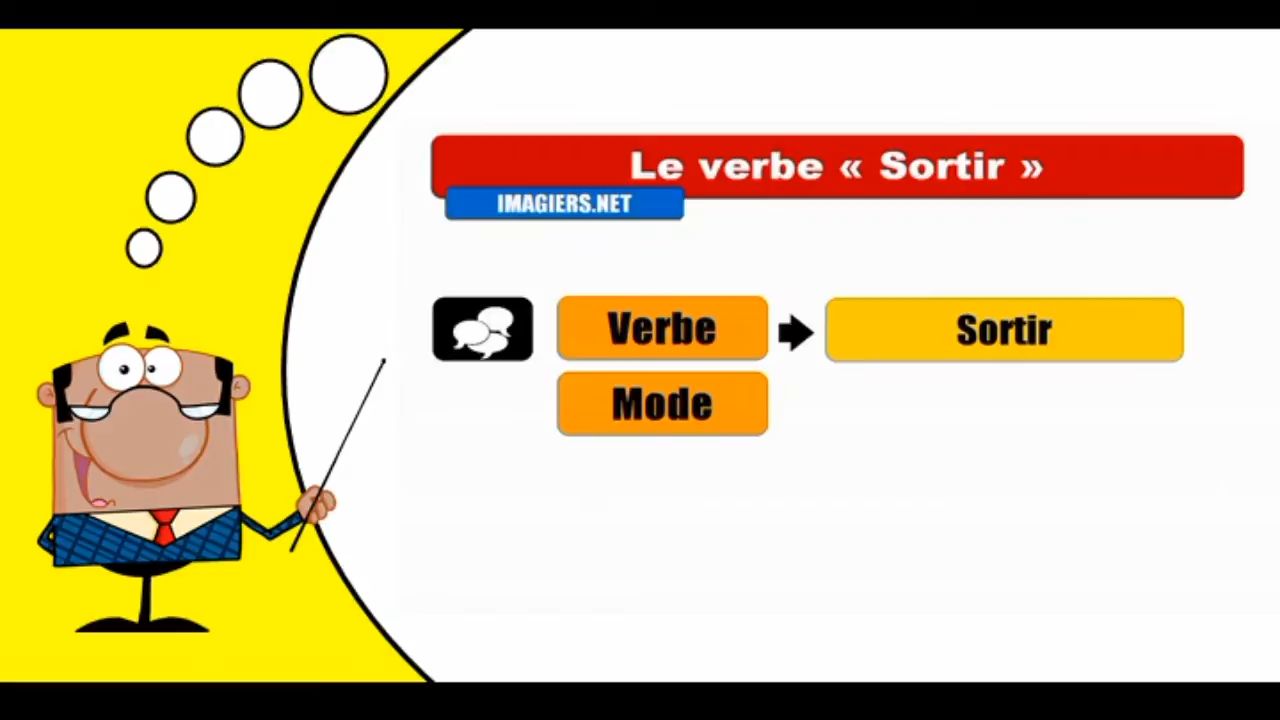 Le verbe « Sortir »
IMAGIERS.NET
Verbe
Sortir
Mode